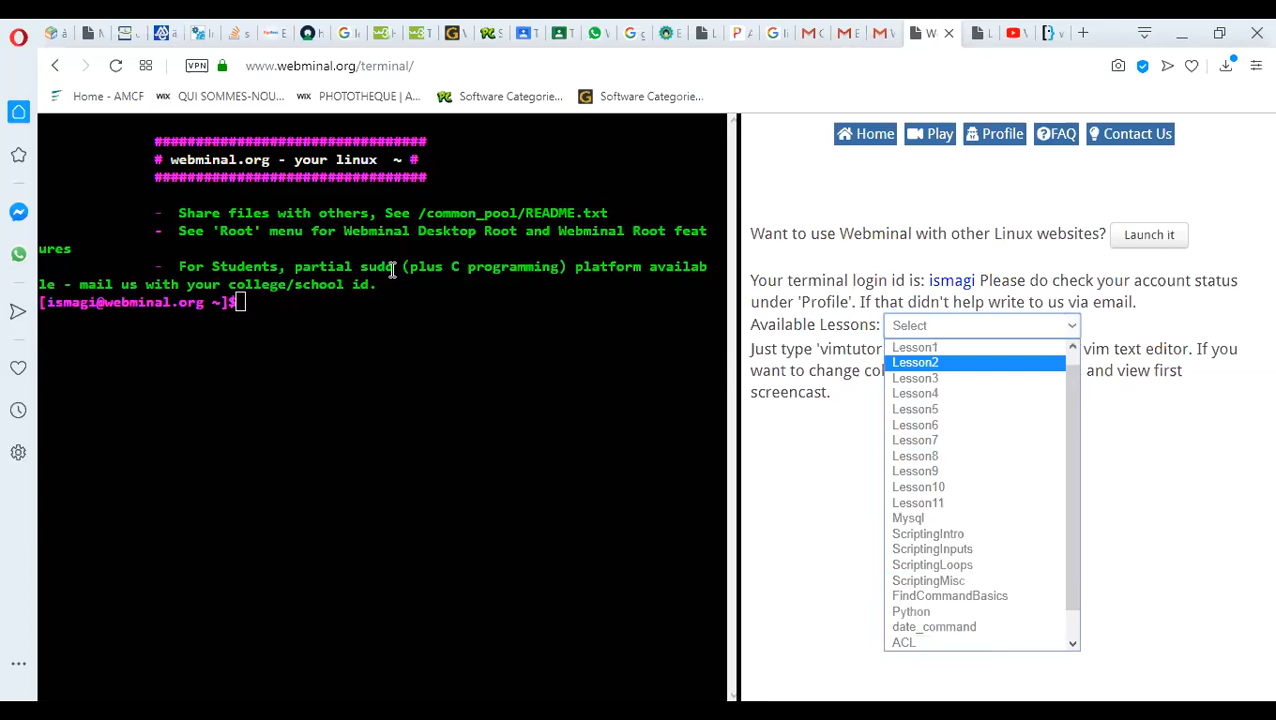 www.webminal.org/terminal/
VPN
Home - AMCF
WIX QUI SOMMES-NOU...
WIX PHOTOTHEQUE | A...
Software Categorie...
Software Categorie...
##################################
# webminal.org - your linux ~ #
##################################
- Share files with others, See /common_pool/README.txt
- See 'Root' menu for Webminal Desktop Root and Webminal Root feat
ures
- For Students, partial sudo (plus C programming) platform availab
le - mail us with your college/school id.
[ismagi@webminal.org ~]$
Home
Play
Profile
FAQ
Contact Us
Want to use Webminal with other Linux websites? Launch it
Your terminal login id is: ismagi Please do check your account status
under 'Profile'. If that didn't help write to us via email.
Available Lessons: Select
Just type 'vimtutor vim text editor. If you
want to change col and view first
screencast.
Lesson1
Lesson2
Lesson3
Lesson4
Lesson5
Lesson6
Lesson7
Lesson8
Lesson9
Lesson10
Lesson11
Mysql
ScriptingIntro
ScriptingInputs
ScriptingLoops
ScriptingMisc
FindCommandBasics
Python
date_command
ACL